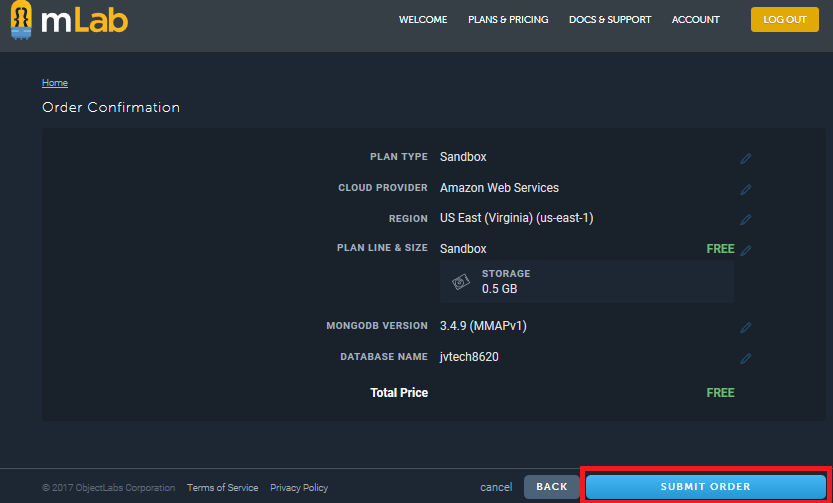 mLab
WELCOME PLANS & PRICING DOCS & SUPPORT ACCOUNT LOG OUT
Home
Order Confirmation
PLAN TYPE Sandbox
CLOUD PROVIDER Amazon Web Services
REGION US East (Virginia) (us-east-1)
PLAN LINE & SIZE Sandbox FREE
STORAGE
0.5 GB
MONGODB VERSION 3.4.9 (MMAPv1)
DATABASE NAME jvtech8620
Total Price FREE
© 2017 ObjectLabs Corporation Terms of Service Privacy Policy cancel BACK SUBMIT ORDER